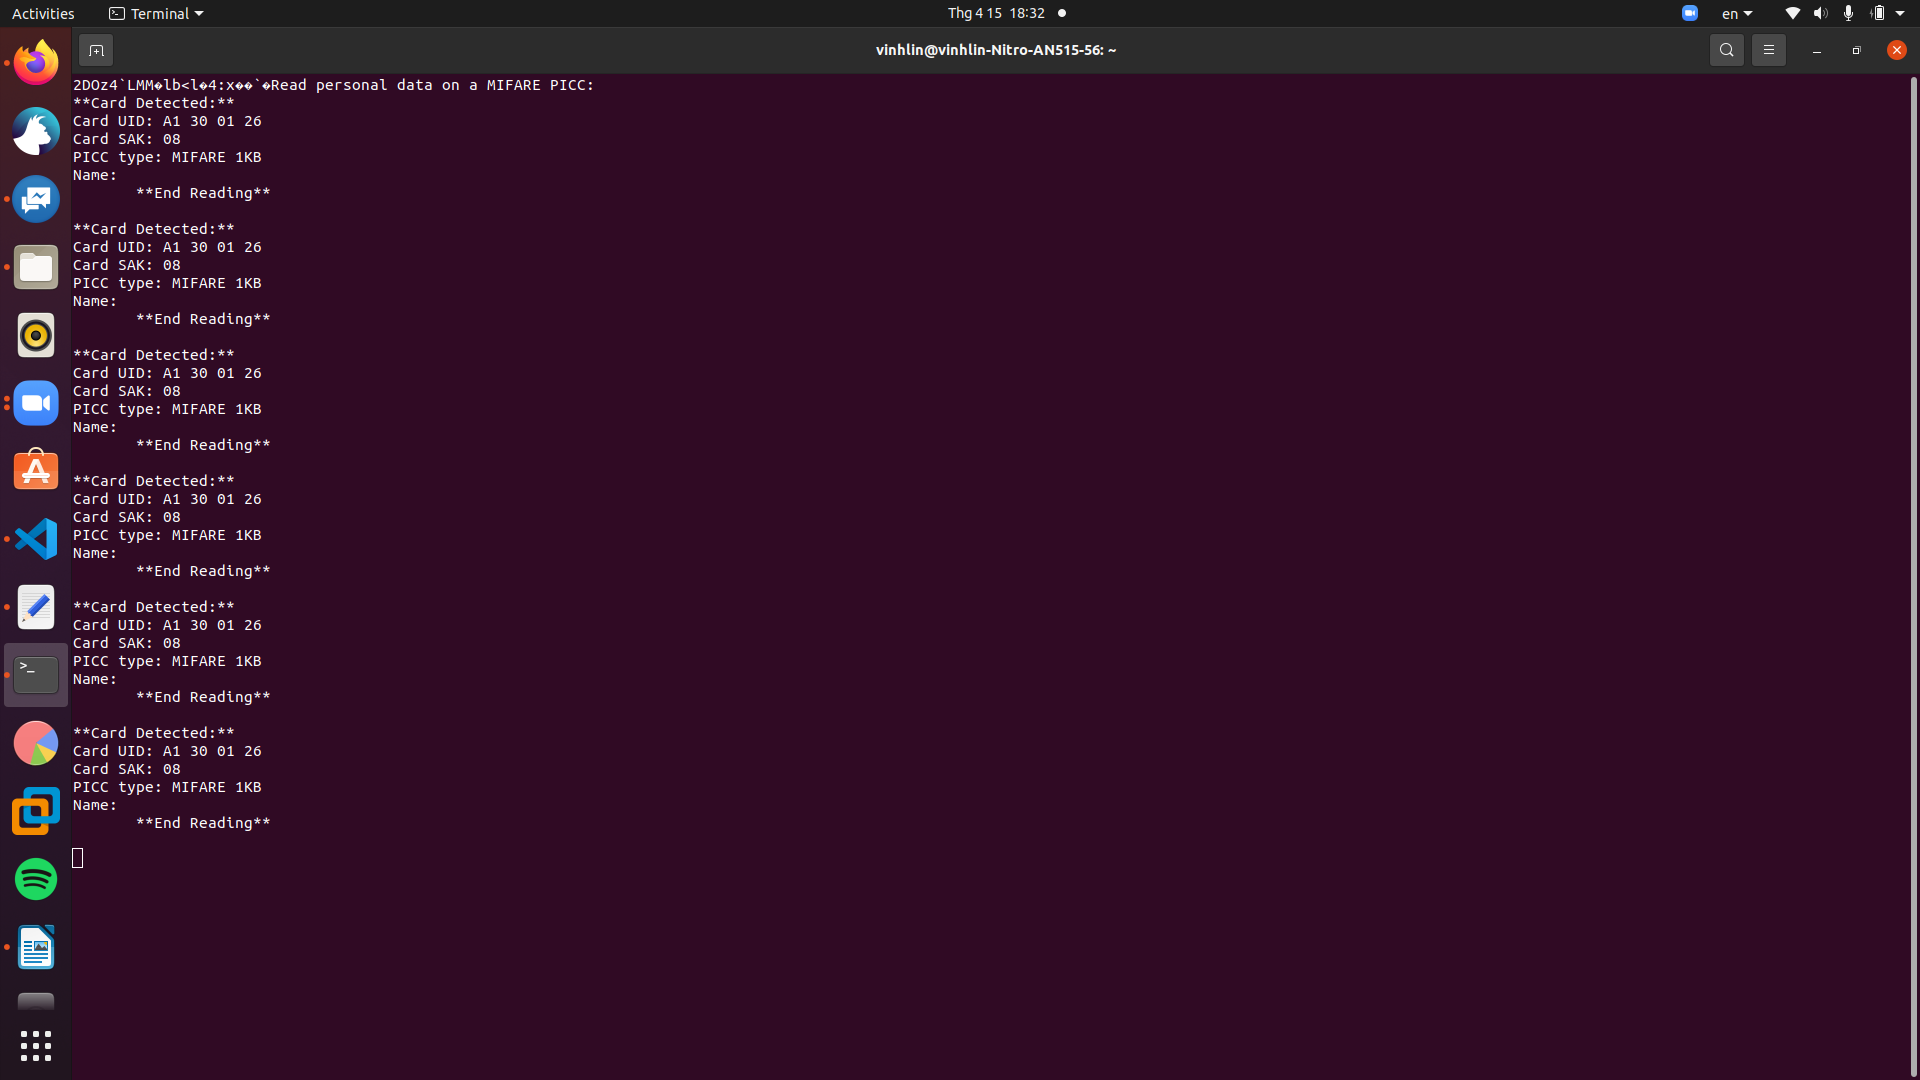 Activities Terminal Thg 4 15 18:32 en
vinhlin@vinhlin-Nitro-AN515-56: ~
2DOz4`LMM�lb<l�4:x��`�Read personal data on a MIFARE PICC:
**Card Detected:**
Card UID: A1 30 01 26
Card SAK: 08
PICC type: MIFARE 1KB
Name:
**End Reading**
**Card Detected:**
Card UID: A1 30 01 26
Card SAK: 08
PICC type: MIFARE 1KB
Name:
**End Reading**
**Card Detected:**
Card UID: A1 30 01 26
Card SAK: 08
PICC type: MIFARE 1KB
Name:
**End Reading**
**Card Detected:**
Card UID: A1 30 01 26
Card SAK: 08
PICC type: MIFARE 1KB
Name:
**End Reading**
**Card Detected:**
Card UID: A1 30 01 26
Card SAK: 08
PICC type: MIFARE 1KB
Name:
**End Reading**
**Card Detected:**
Card UID: A1 30 01 26
Card SAK: 08
PICC type: MIFARE 1KB
Name:
**End Reading**